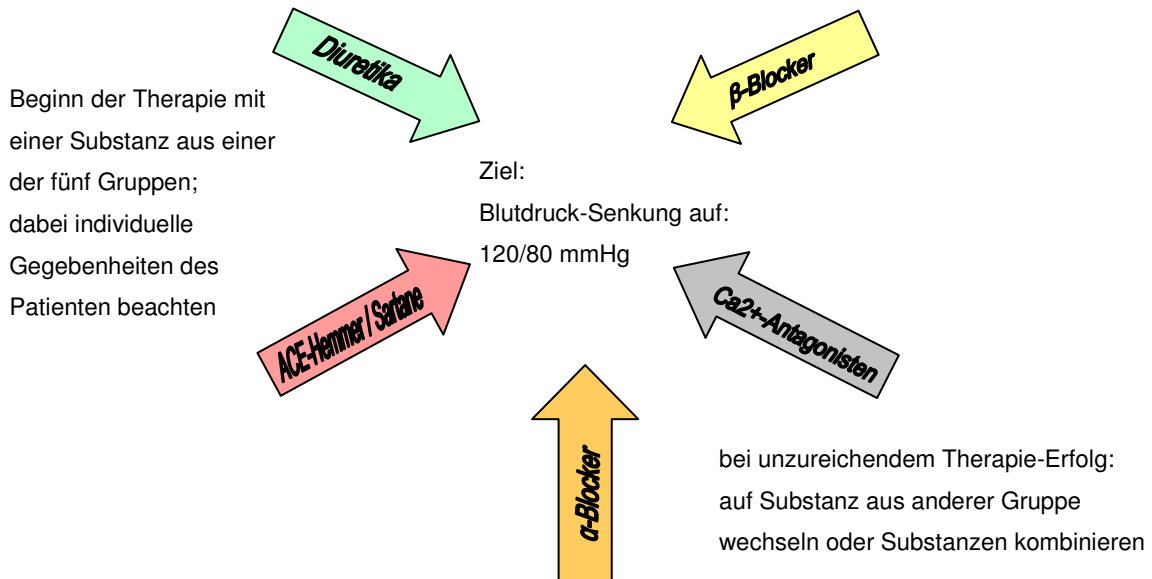 Diuretika
β-Blocker
Beginn der Therapie mit
einer Substanz aus einer
der fünf Gruppen;
dabei individuelle
Gegebenheiten des
Patienten beachten
Ziel:
Blutdruck-Senkung auf:
120/80 mmHg
ACE-Hemmer / Sartane
Ca2+-Antagonisten
α-Blocker
bei unzureichendem Therapie-Erfolg:
auf Substanz aus anderer Gruppe
wechseln oder Substanzen kombinieren